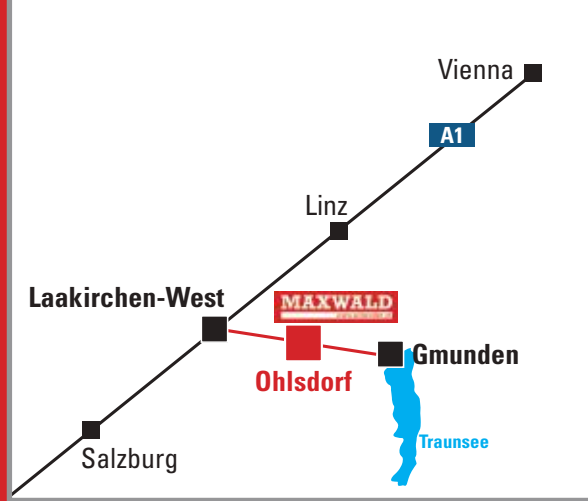 Vienna
A1
Linz
Laakirchen-West
MAXWALD
Gmunden
Ohlsdorf
Traunsee
Salzburg